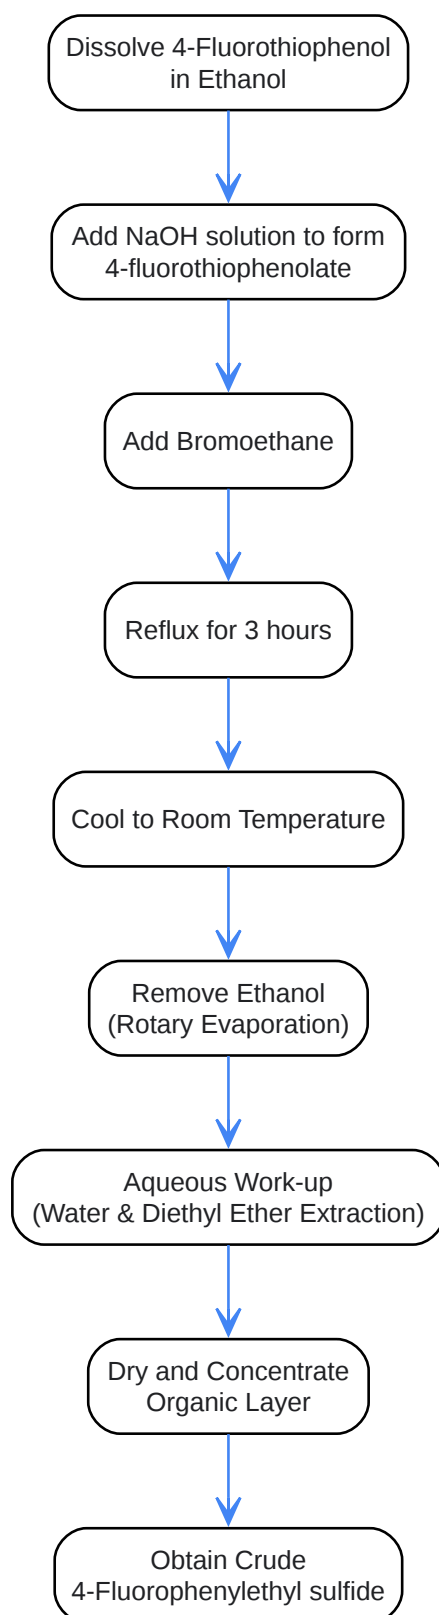 Dissolve 4-Fluorothiophenol
in Ethanol
Add NaOH solution to form
4-fluorothiophenolate
Add Bromoethane
Reflux for 3 hours
Cool to Room Temperature
Remove Ethanol
(Rotary Evaporation)
Aqueous Work-up
(Water & Diethyl Ether Extraction)
Dry and Concentrate
Organic Layer
Obtain Crude
4-Fluorophenylethyl sulfide